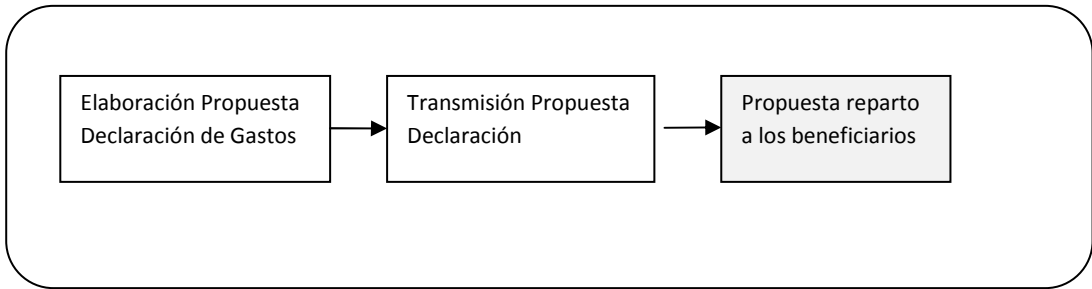 Elaboración Propuesta
Declaración de Gastos
Transmisión Propuesta
Declaración
Propuesta reparto
a los beneficiarios